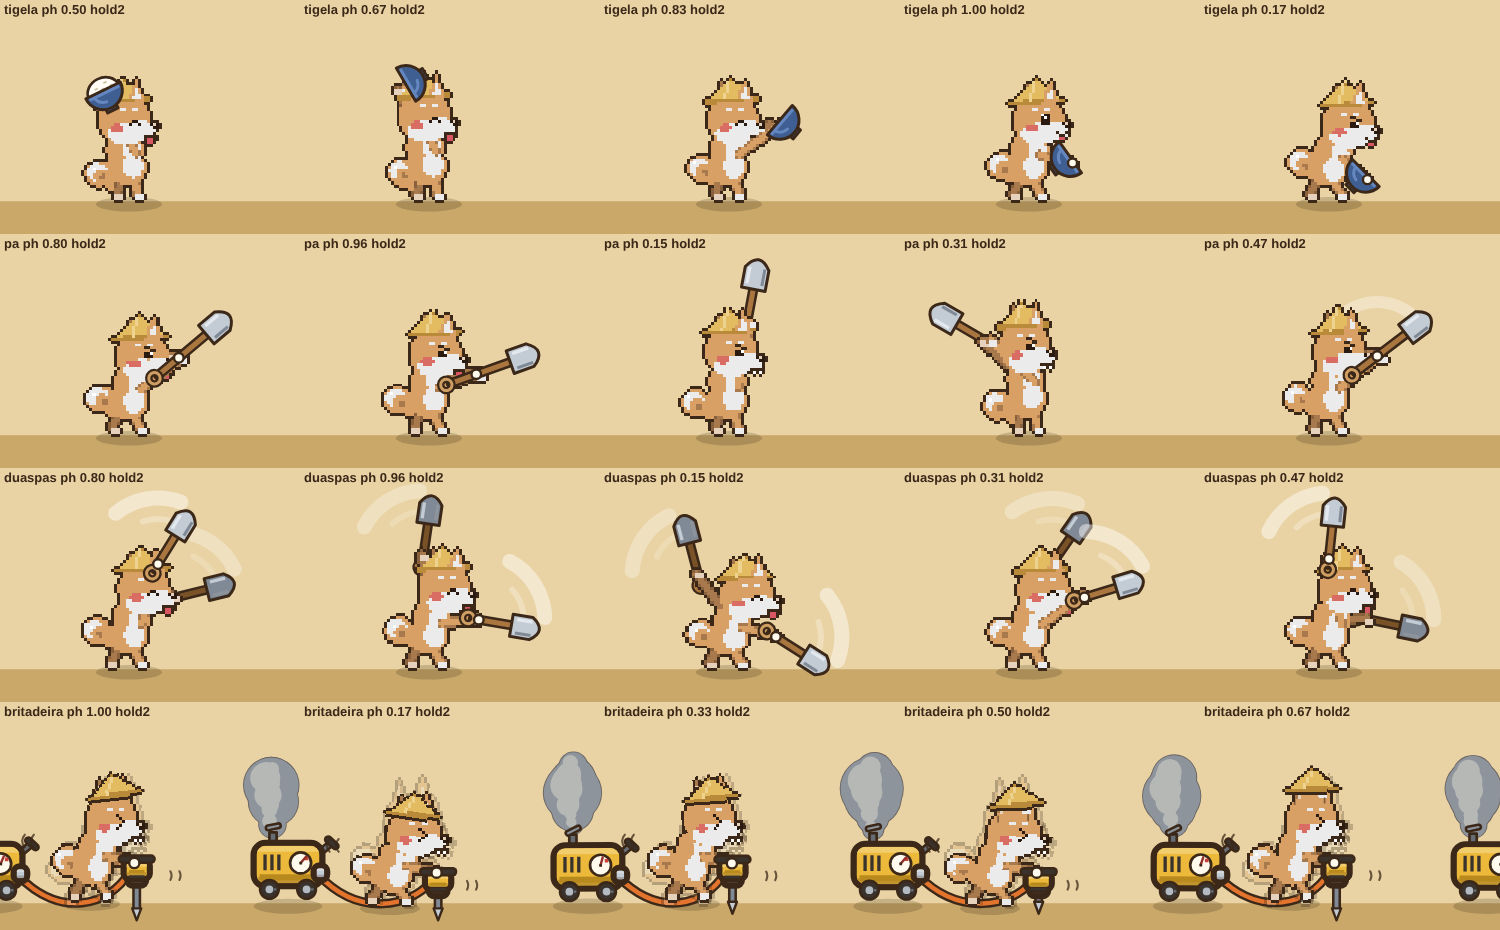 tigela ph 0.50 hold2
tigela ph 0.67 hold2
tigela ph 0.83 hold2
tigela ph 1.00 hold2
tigela ph 0.17 hold2
pa ph 0.80 hold2
pa ph 0.96 hold2
pa ph 0.15 hold2
pa ph 0.31 hold2
pa ph 0.47 hold2
duaspas ph 0.80 hold2
duaspas ph 0.96 hold2
duaspas ph 0.15 hold2
duaspas ph 0.31 hold2
duaspas ph 0.47 hold2
britadeira ph 1.00 hold2
britadeira ph 0.17 hold2
britadeira ph 0.33 hold2
britadeira ph 0.50 hold2
britadeira ph 0.67 hold2